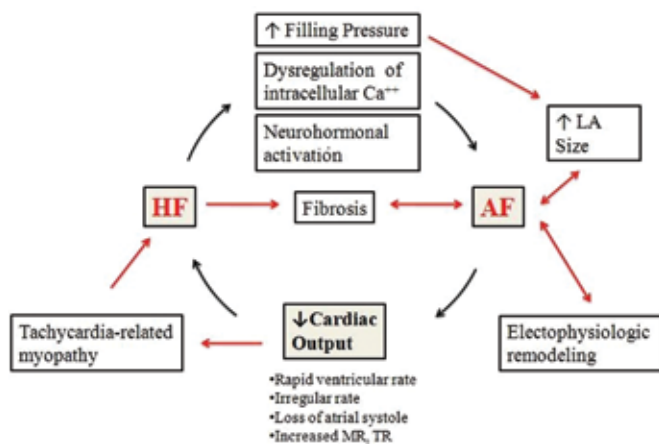 ↑ Filling Pressure
Dysregulation of
intracellular Ca⁺⁺
Neurohormonal
activation
↑ LA
Size
HF
Fibrosis
AF
Tachycardia-related
myopathy
↓Cardiac
Output
Electophysiologic
remodeling
•Rapid ventricular rate
•Irregular rate
•Loss of atrial systole
•Increased MR, TR